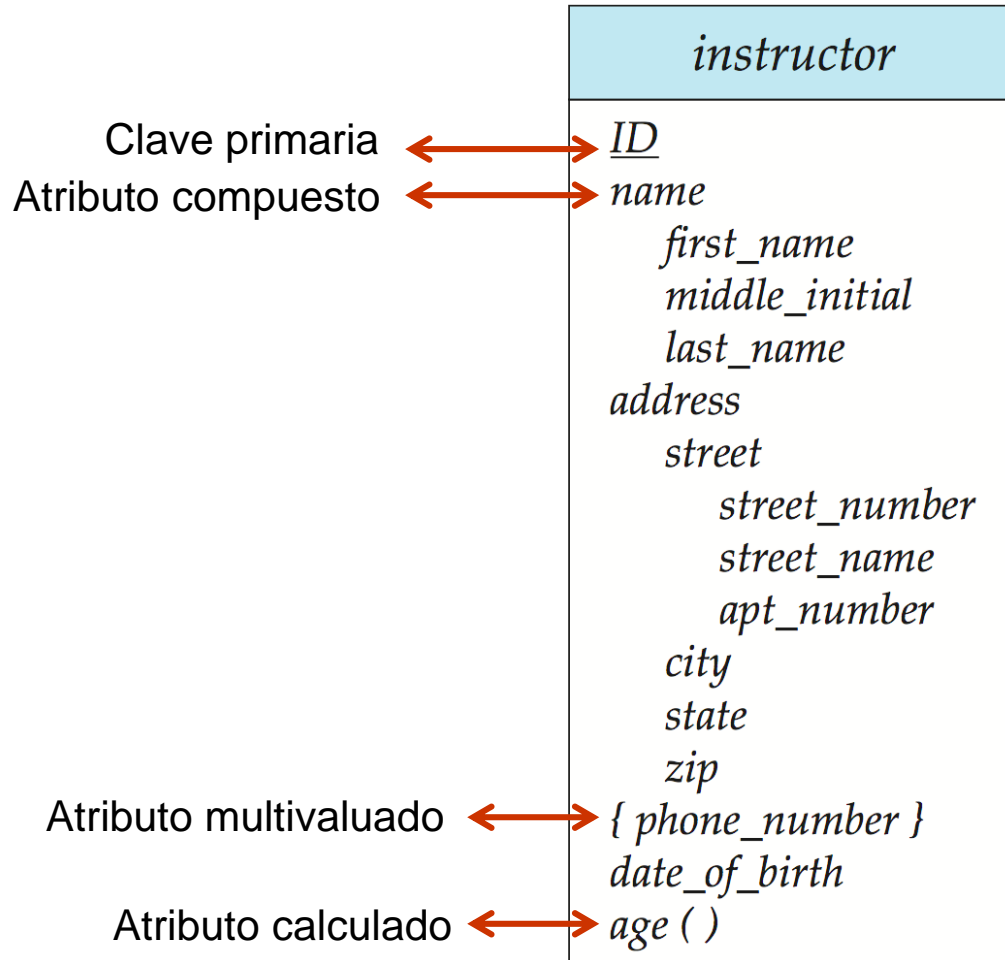 instructor
Clave primaria ID
Atributo compuesto name
first_name
middle_initial
last_name
address
street
street_number
street_name
apt_number
city
state
zip
Atributo multivaluado { phone_number }
date_of_birth
Atributo calculado age ( )